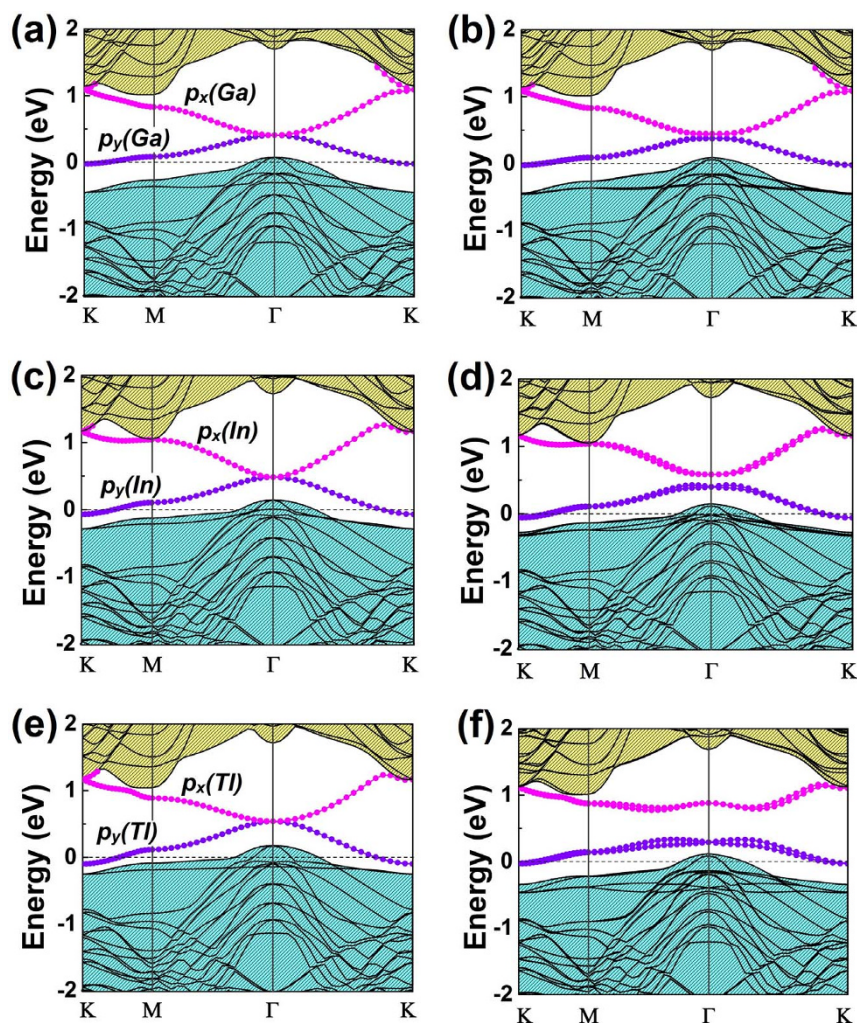 (a) (b)
Energy (eV)
2
1
0
-1
-2
px(Ga)
py(Ga)
K M Γ K
Energy (eV)
2
1
0
-1
-2
K M Γ K
(c) (d)
Energy (eV)
2
1
0
-1
-2
px(In)
py(In)
K M Γ K
Energy (eV)
2
1
0
-1
-2
K M Γ K
(e) (f)
Energy (eV)
2
1
0
-1
-2
px(Tl)
py(Tl)
K M Γ K
Energy (eV)
2
1
0
-1
-2
K M Γ K